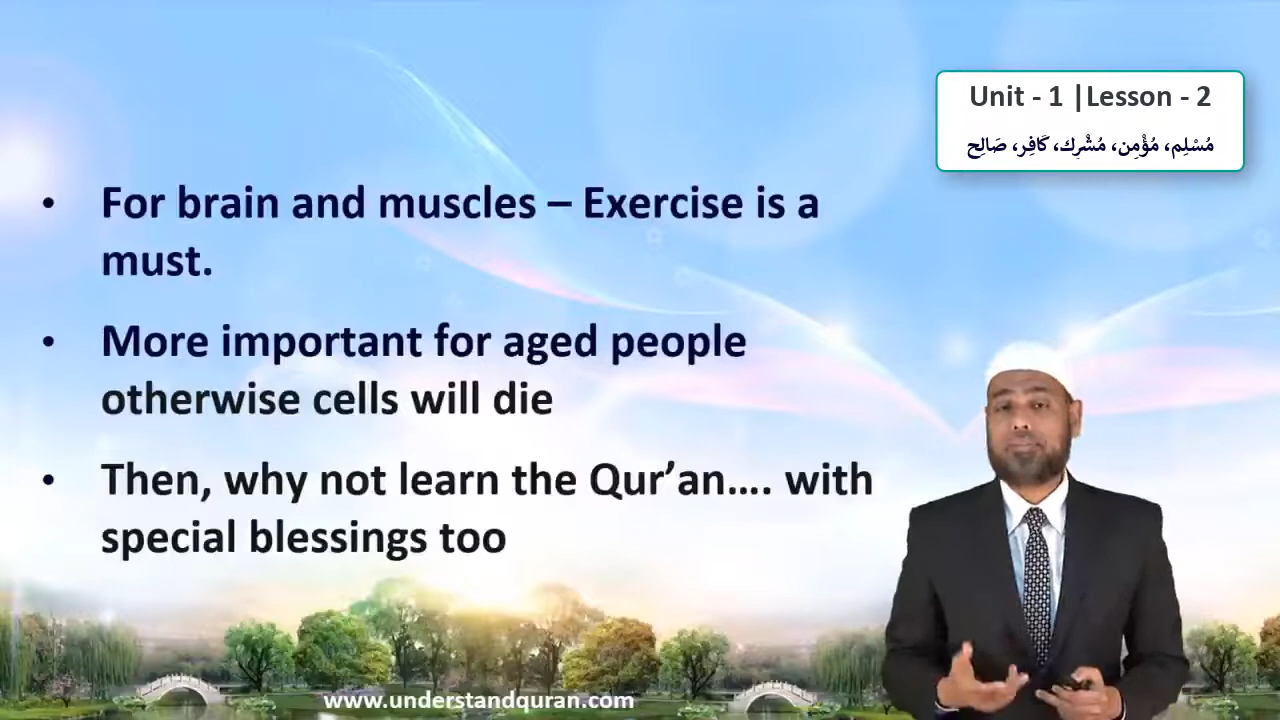 Unit - 1 |Lesson - 2
مُسْلِم، مُؤْمِن، مُشْرِك، كَافِر، صَالِح
• For brain and muscles – Exercise is a
must.
• More important for aged people
otherwise cells will die
• Then, why not learn the Qur’an…. with
special blessings too
www.understandquran.com